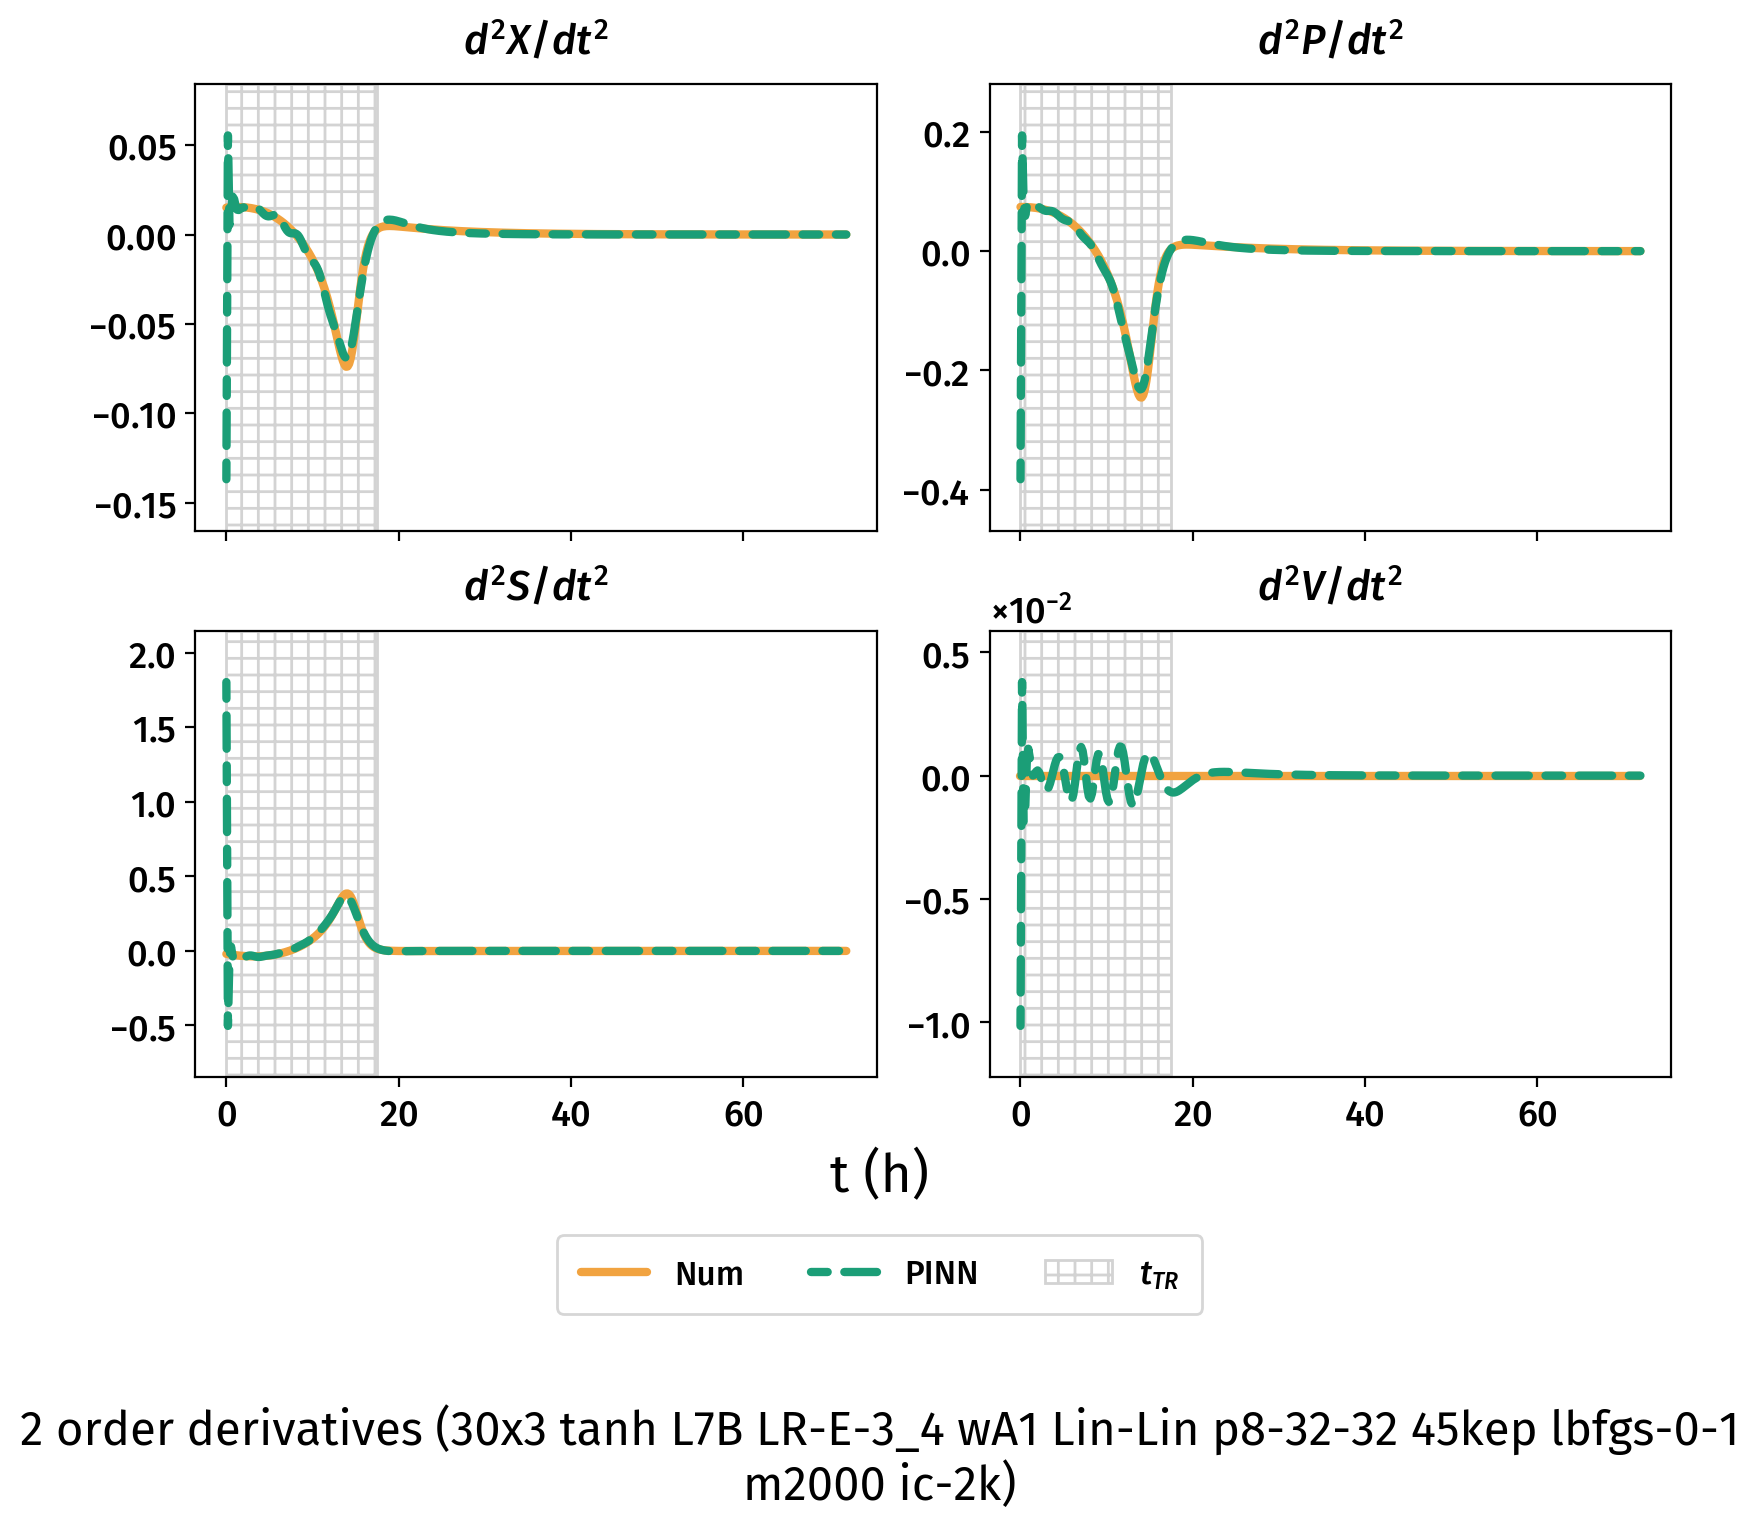 d²X/dt²
d²P/dt²
0.05
0.00
−0.05
−0.10
−0.15
0.2
0.0
−0.2
−0.4
d²S/dt²
d²V/dt²
×10⁻²
2.0
1.5
1.0
0.5
0.0
−0.5
0.5
0.0
−0.5
−1.0
0 20 40 60
0 20 40 60
t (h)
Num PINN t_TR
2 order derivatives (30x3 tanh L7B LR-E-3_4 wA1 Lin-Lin p8-32-32 45kep lbfgs-0-1
m2000 ic-2k)